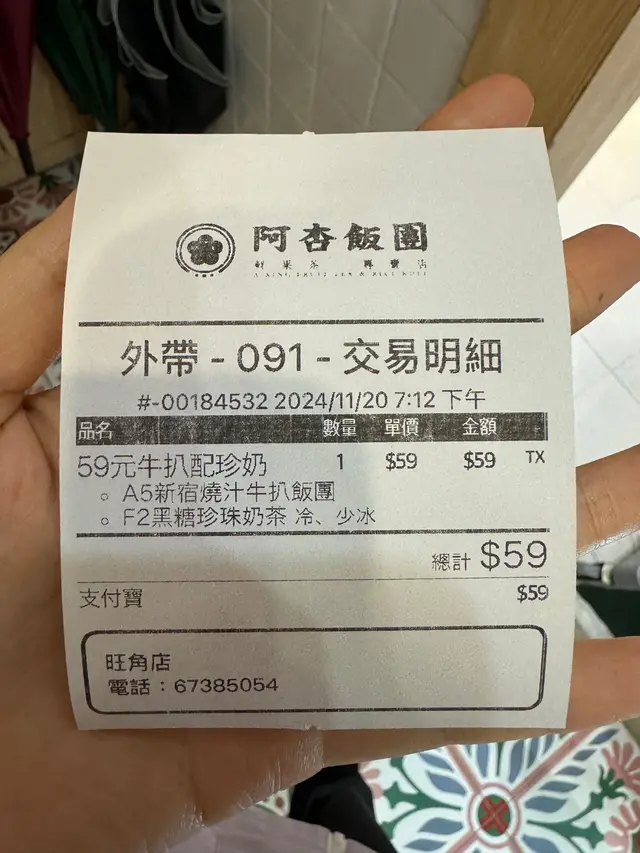 阿杏飯團
鮮果茶 專賣店
外帶 - 091 - 交易明細
#-00184532 2024/11/20 7:12 下午
品名 數量 單價 金額
59元牛扒配珍奶 1 $59 $59 TX
。 A5新宿燒汁牛扒飯團
。 F2黑糖珍珠奶茶 冷、少冰
總計 $59
支付寶 $59
旺角店
電話：67385054